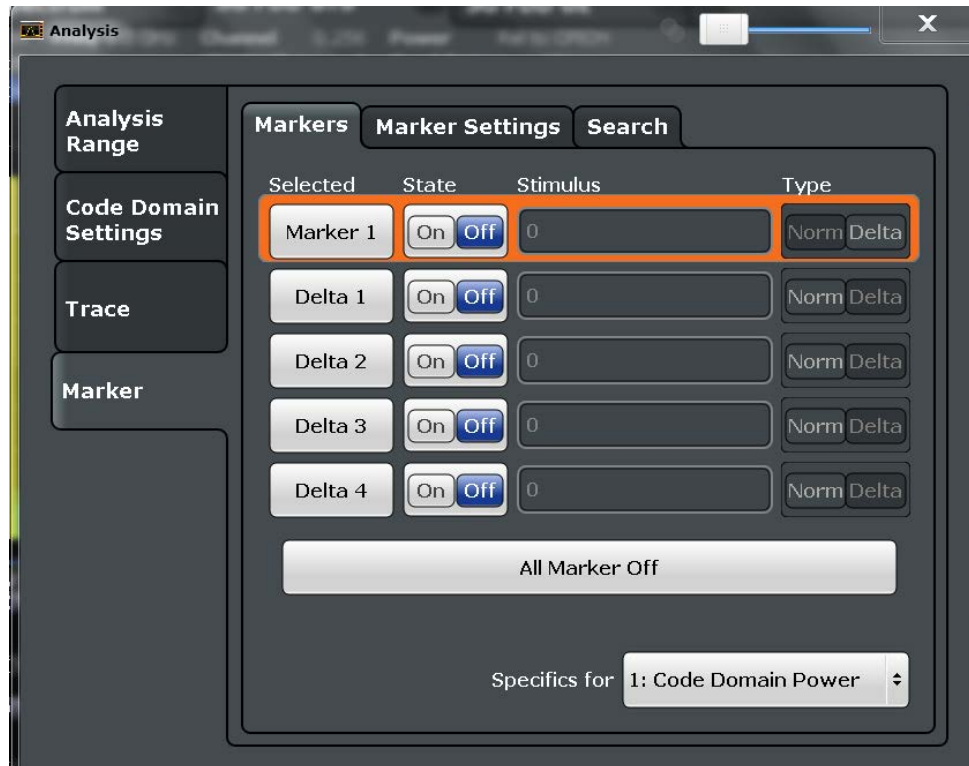 Analysis
X
Analysis
Range
Code Domain
Settings
Trace
Marker
Markers Marker Settings Search
Selected State Stimulus Type
Marker 1 On Off 0 Norm Delta
Delta 1 On Off 0 Norm Delta
Delta 2 On Off 0 Norm Delta
Delta 3 On Off 0 Norm Delta
Delta 4 On Off 0 Norm Delta
All Marker Off
Specifics for 1: Code Domain Power